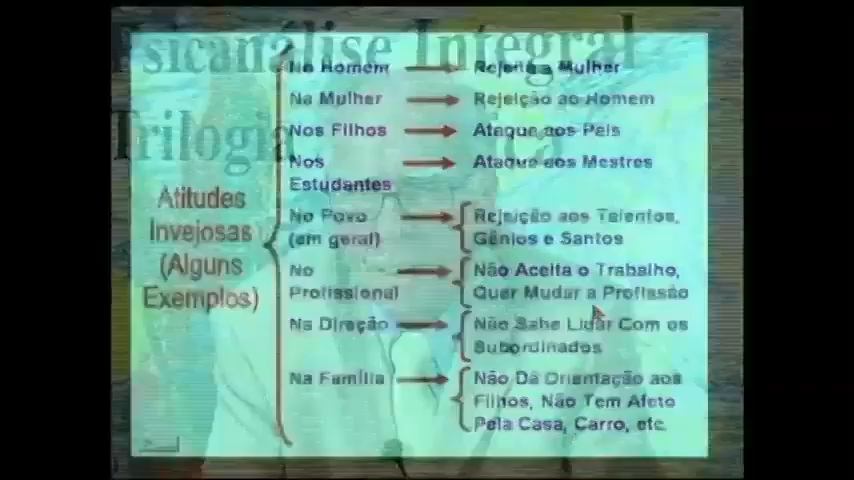 Psicanálise Integral
Trilogia
Atitudes
Invejosas
(Alguns
Exemplos)
No Homem
Rejeita a Mulher
Na Mulher
Rejeição ao Homem
Nos Filhos
Ataque aos Pais
Nos
Estudantes
Ataque aos Mestres
No Povo
(em geral)
Rejeição aos Talentos,
Gênios e Santos
No
Profissional
Não Aceita o Trabalho,
Quer Mudar a Profissão
Na Direção
Não Sabe Lidar Com os
Subordinados
Na Família
Não Dá Orientação aos
Filhos, Não Tem Afeto
Pela Casa, Carro, etc.